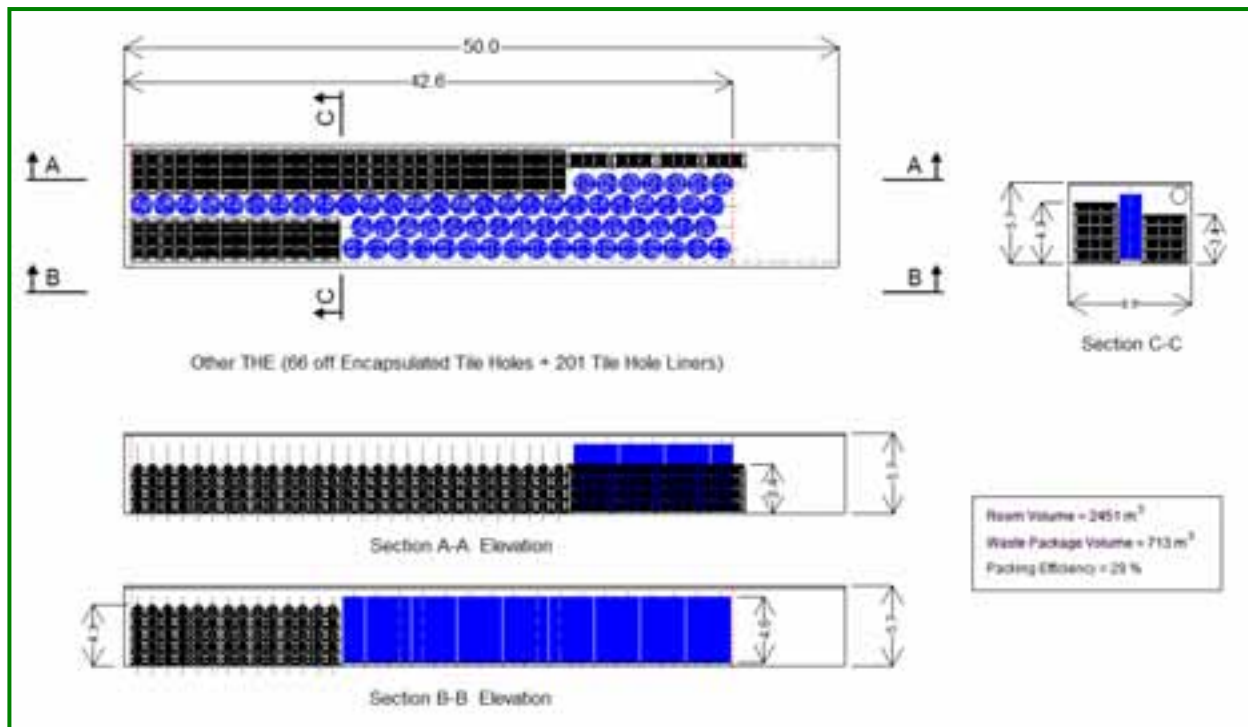 50.0
42.6
C
A
A
B
B
C
Section C-C
Other THE (66 off Encapsulated Tile Holes + 201 Tile Hole Liners)
Section A-A Elevation
Room Volume = 2451 m³
Waste Package Volume = 713 m³
Packing Efficiency = 29 %
Section B-B Elevation